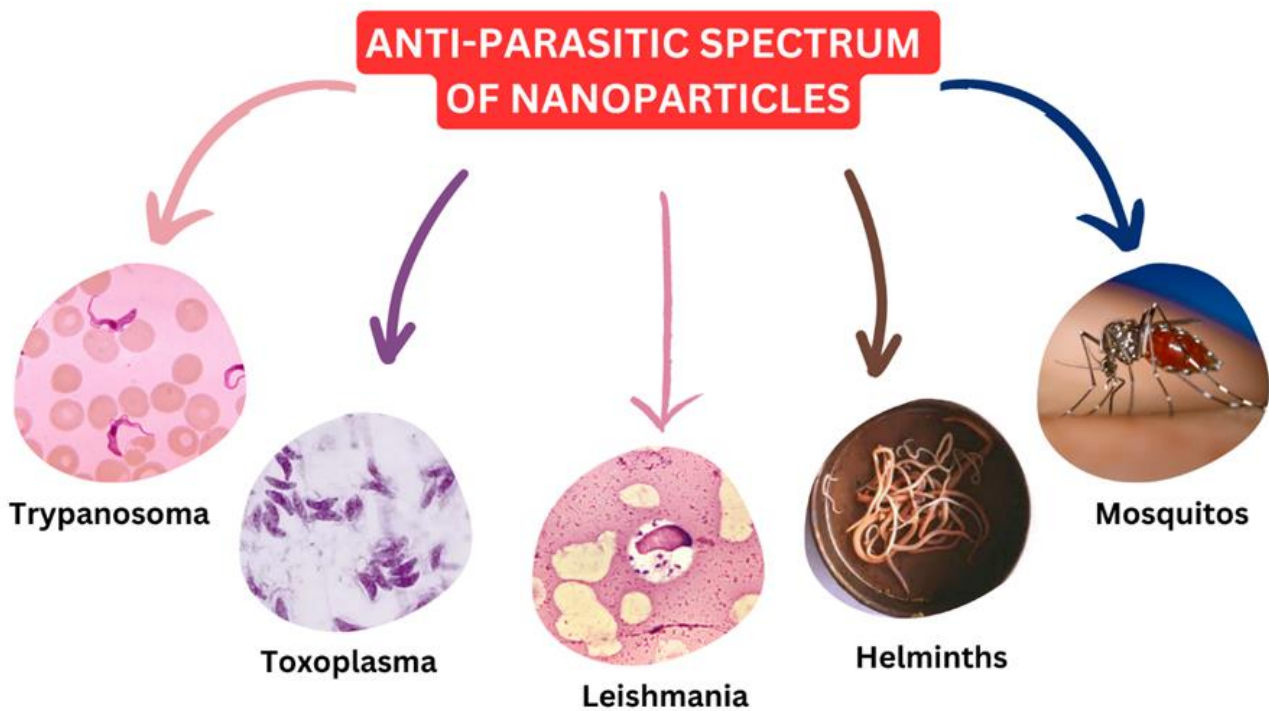 ANTI-PARASITIC SPECTRUM
OF NANOPARTICLES
Trypanosoma
Toxoplasma
Leishmania
Helminths
Mosquitos